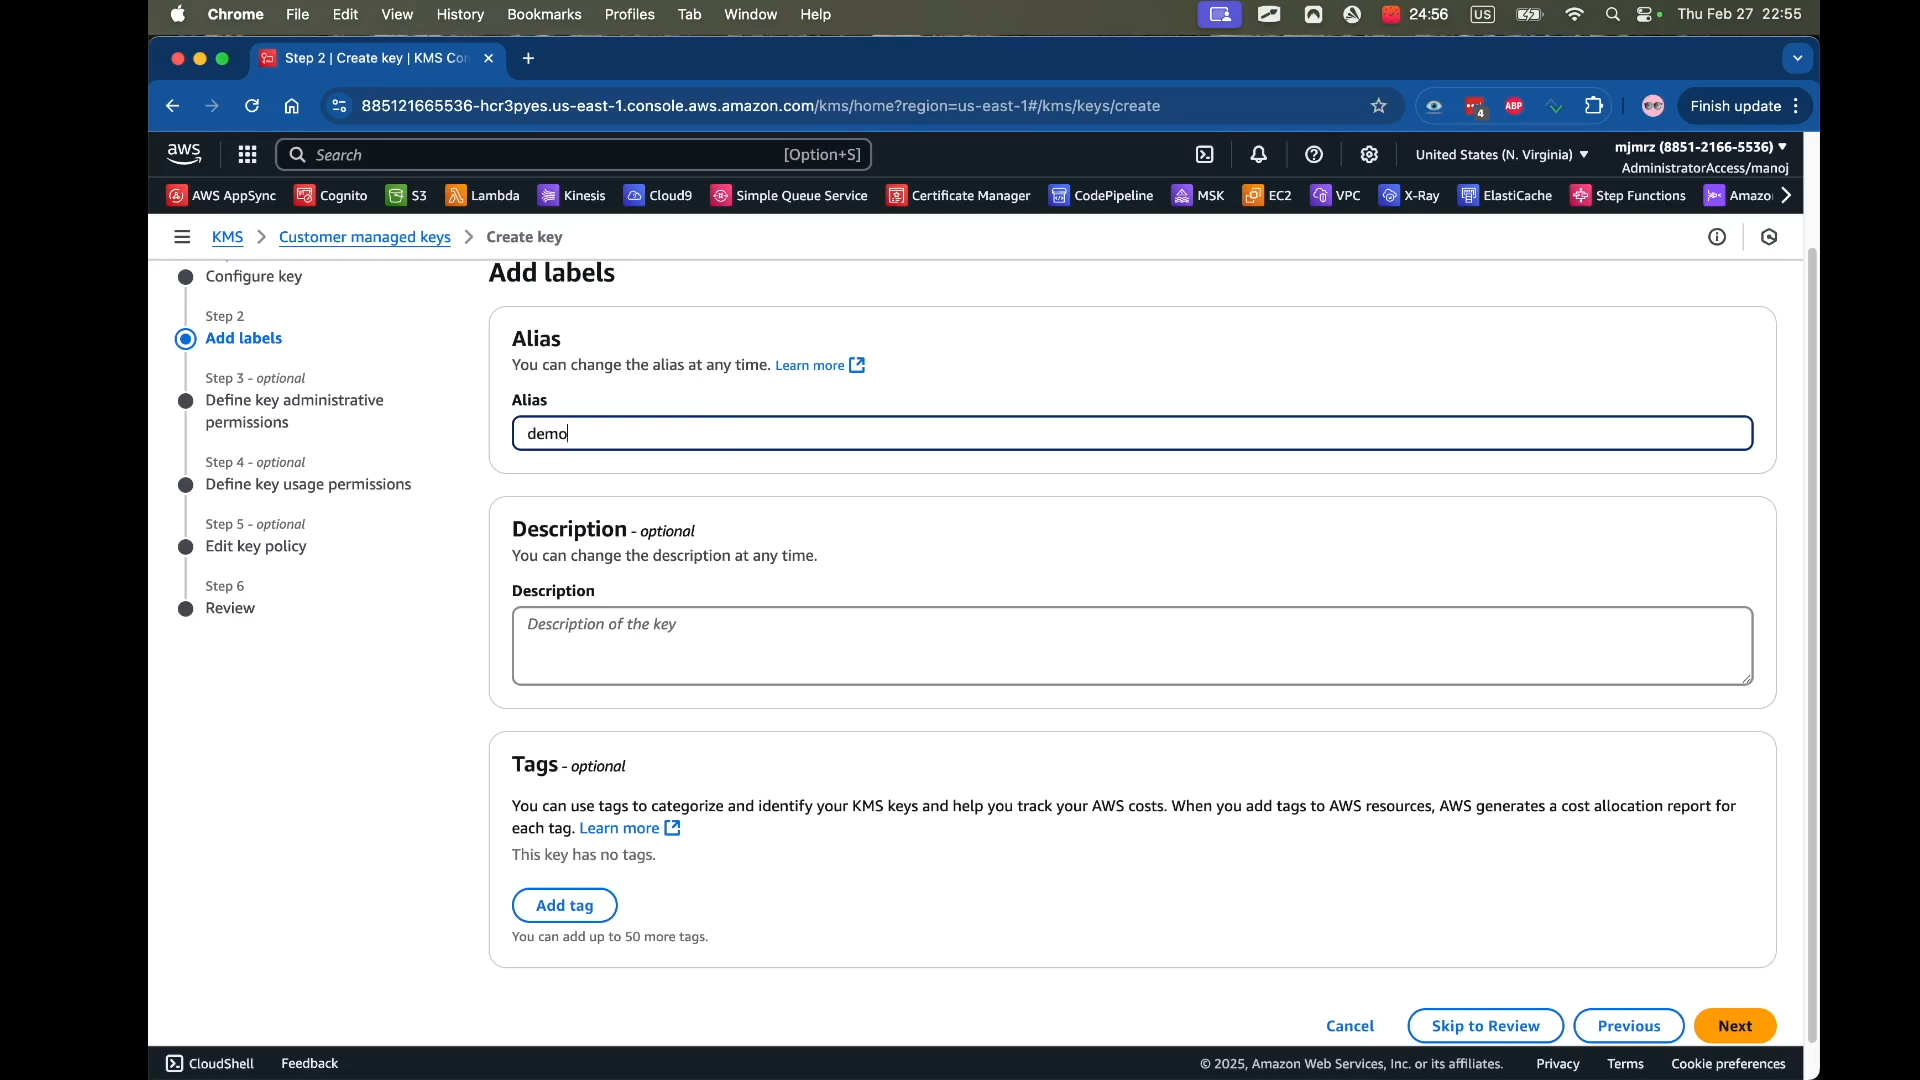 Chrome File Edit View History Bookmarks Profiles Tab Window Help 24:56 US Thu Feb 27 22:55
Step 2 | Create key | KMS Con
885121665536-hcr3pyes.us-east-1.console.aws.amazon.com/kms/home?region=us-east-1#/kms/keys/create 4 ABP Finish update
aws Search [Option+S] United States (N. Virginia) mjmrz (8851-2166-5536)
AdministratorAccess/manoj
AWS AppSync Cognito S3 Lambda Kinesis Cloud9 Simple Queue Service Certificate Manager CodePipeline MSK EC2 VPC X-Ray ElastiCache Step Functions Amazo
KMS Customer managed keys Create key
Configure key
Step 2
Add labels
Step 3 - optional
Define key administrative
permissions
Step 4 - optional
Define key usage permissions
Step 5 - optional
Edit key policy
Step 6
Review
Add labels
Alias
You can change the alias at any time. Learn more
Alias
demo
Description - optional
You can change the description at any time.
Description
Description of the key
Tags - optional
You can use tags to categorize and identify your KMS keys and help you track your AWS costs. When you add tags to AWS resources, AWS generates a cost allocation report for
each tag. Learn more
This key has no tags.
Add tag
You can add up to 50 more tags.
Cancel Skip to Review Previous Next
CloudShell Feedback © 2025, Amazon Web Services, Inc. or its affiliates. Privacy Terms Cookie preferences